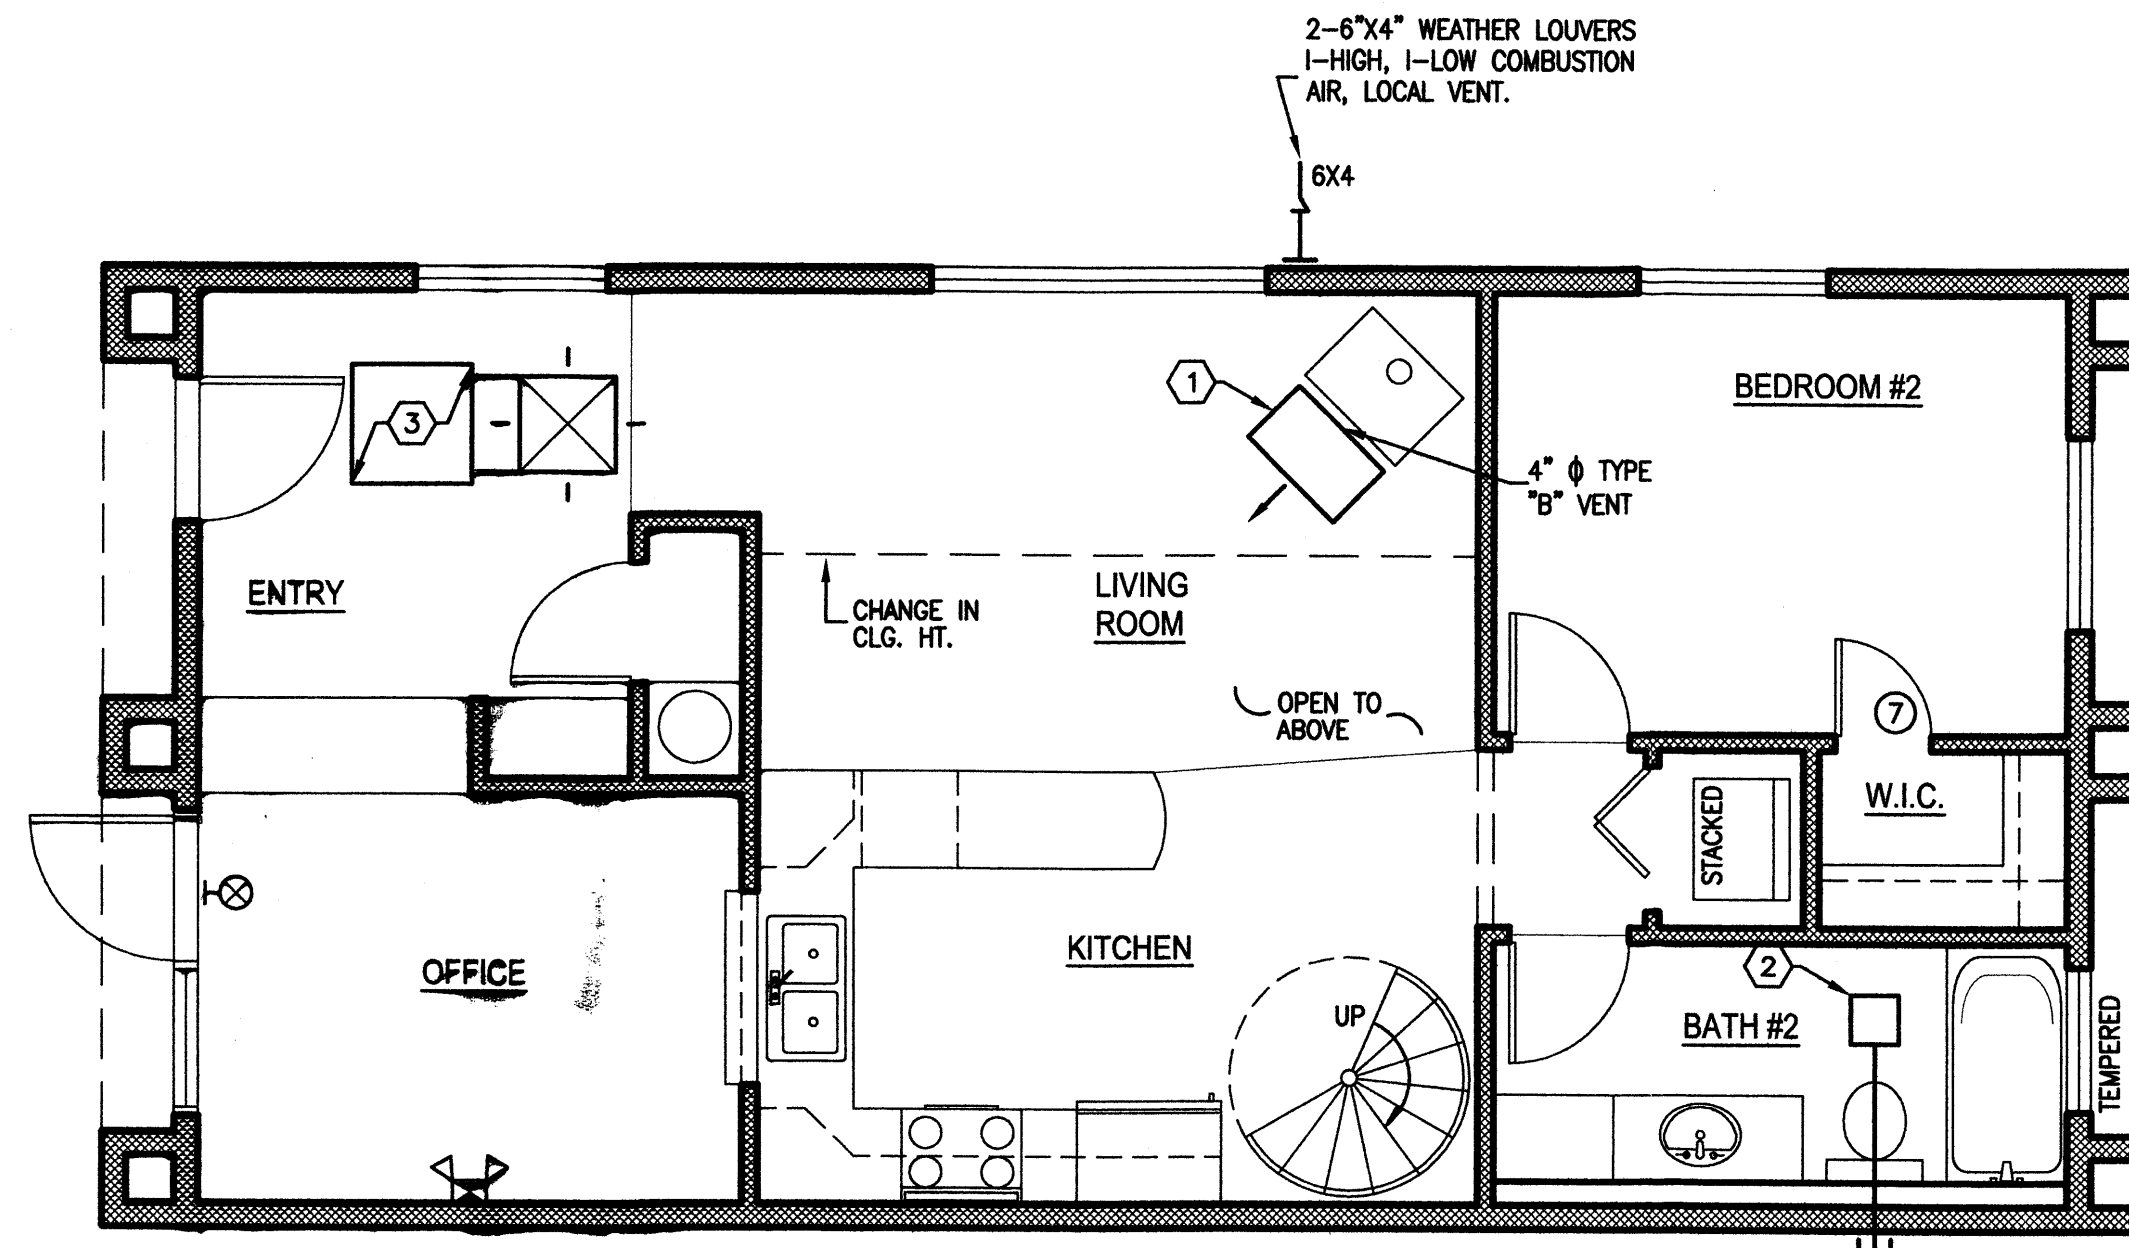 2-6"X4" WEATHER LOUVERS
1-HIGH, 1-LOW COMBUSTION
AIR, LOCAL VENT.
6X4
1
3
BEDROOM #2
4" ϕ TYPE
"B" VENT
ENTRY
CHANGE IN
CLG. HT.
LIVING
ROOM
OPEN TO
ABOVE
7
W.I.C.
STACKED
KITCHEN
OFFICE
UP
2
BATH #2
TEMPERED